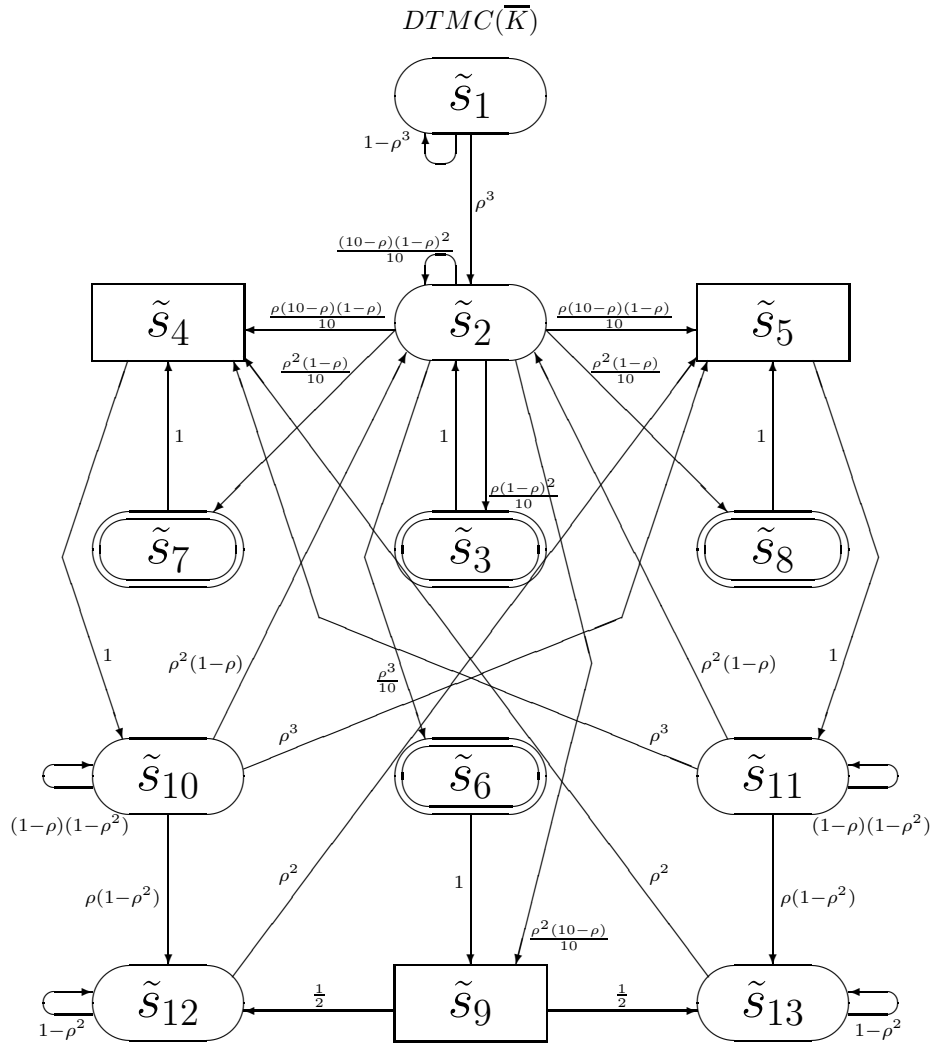 DTMC(K̅)
s̃₁
1−ρ³
ρ³
(10−ρ)(1−ρ)²/10
s̃₄
ρ(10−ρ)(1−ρ)/10
s̃₂
ρ(10−ρ)(1−ρ)/10
s̃₅
ρ²(1−ρ)/10
ρ²(1−ρ)/10
1
1
1
ρ(1−ρ)²/10
s̃₇
s̃₃
s̃₈
1
ρ²(1−ρ)
ρ³/10
ρ²(1−ρ)
1
ρ³
ρ³
s̃₁₀
s̃₆
s̃₁₁
(1−ρ)(1−ρ²)
(1−ρ)(1−ρ²)
ρ(1−ρ²)
ρ²
1
ρ²
ρ(1−ρ²)
ρ²(10−ρ)/10
s̃₁₂
1/2
s̃₉
1/2
s̃₁₃
1−ρ²
1−ρ²